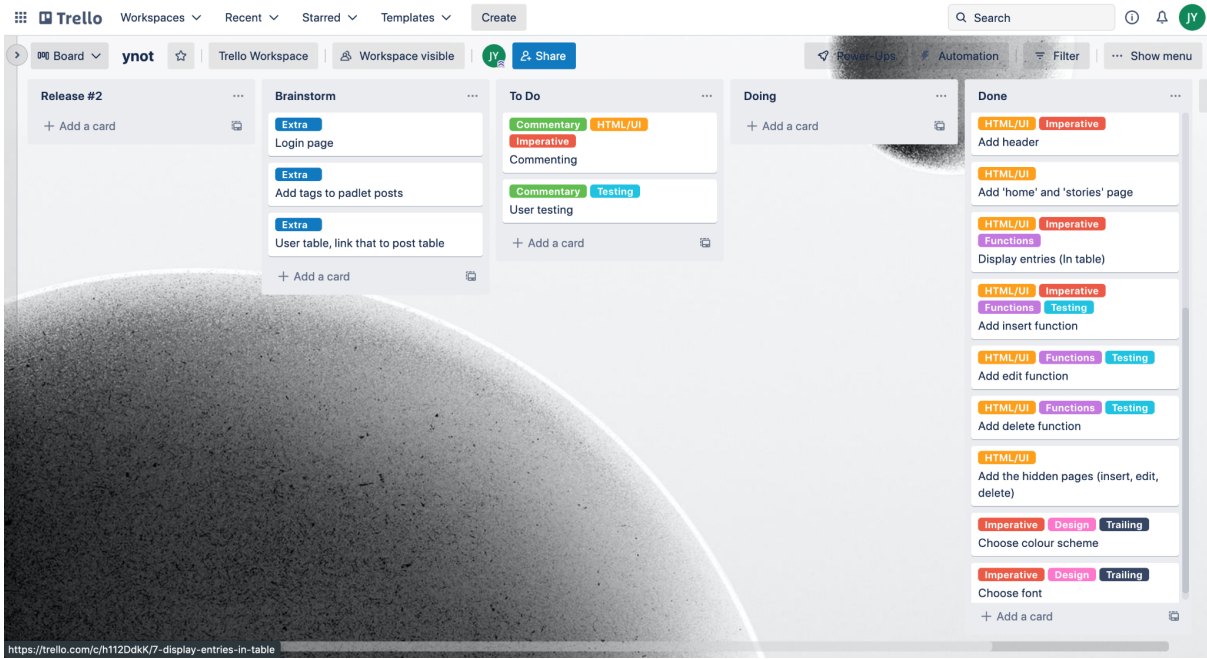 Trello Workspaces Recent Starred Templates Create Search JY
Board ynot Trello Workspace Workspace visible JY Share Power-Ups Automation Filter Show menu
Release #2
+ Add a card
Brainstorm
Extra
Login page
Extra
Add tags to padlet posts
Extra
User table, link that to post table
+ Add a card
To Do
Commentary HTML/UI
Imperative
Commenting
Commentary Testing
User testing
+ Add a card
Doing
+ Add a card
Done
HTML/UI Imperative
Add header
HTML/UI
Add 'home' and 'stories' page
HTML/UI Imperative
Functions
Display entries (In table)
HTML/UI Imperative
Functions Testing
Add insert function
HTML/UI Functions Testing
Add edit function
HTML/UI Functions Testing
Add delete function
HTML/UI
Add the hidden pages (insert, edit,
delete)
Imperative Design Trailing
Choose colour scheme
Imperative Design Trailing
Choose font
+ Add a card
https://trello.com/c/h112DdkK/7-display-entries-in-table